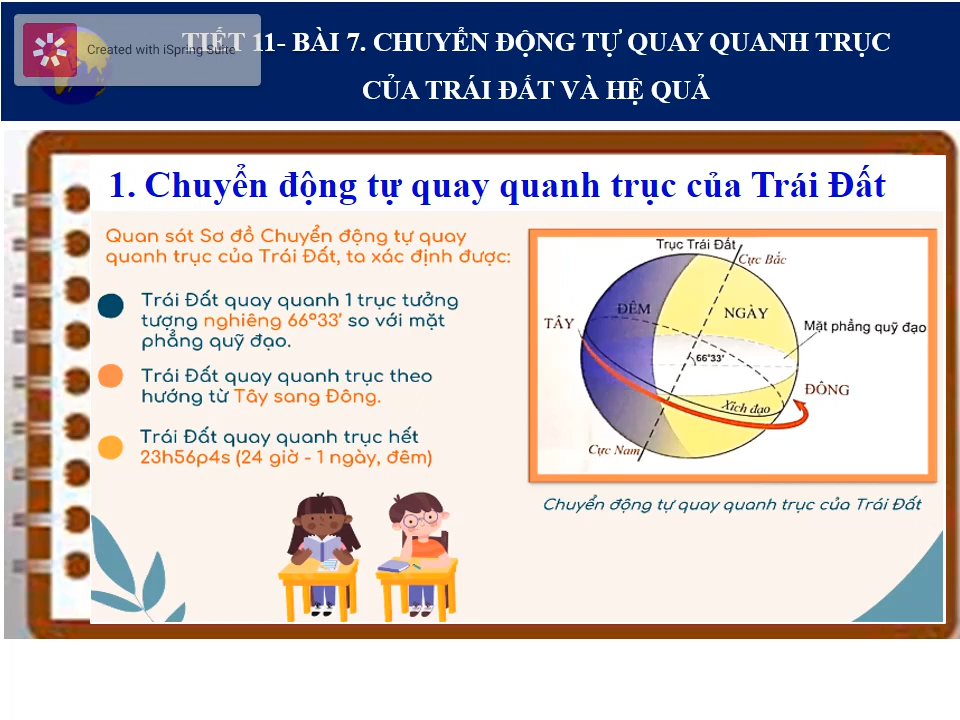 TIẾT 11- BÀI 7. CHUYỂN ĐỘNG TỰ QUAY QUANH TRỤC
CỦA TRÁI ĐẤT VÀ HỆ QUẢ
Created with iSpring Suite
1. Chuyển động tự quay quanh trục của Trái Đất
Quan sát Sơ đồ Chuyển động tự quay
quanh trục của Trái Đất, ta xác định được:
Trái Đất quay quanh 1 trục tưởng
tượng nghiêng 66°33’ so với mặt
phẳng quỹ đạo.
Trái Đất quay quanh trục theo
hướng từ Tây sang Đông.
Trái Đất quay quanh trục hết
23h56p4s (24 giờ - 1 ngày, đêm)
Trục Trái Đất
Cực Bắc
ĐÊM
NGÀY
TÂY
Mặt phẳng quỹ đạo
66°33'
ĐÔNG
Xích đạo
Cực Nam
Chuyển động tự quay quanh trục của Trái Đất